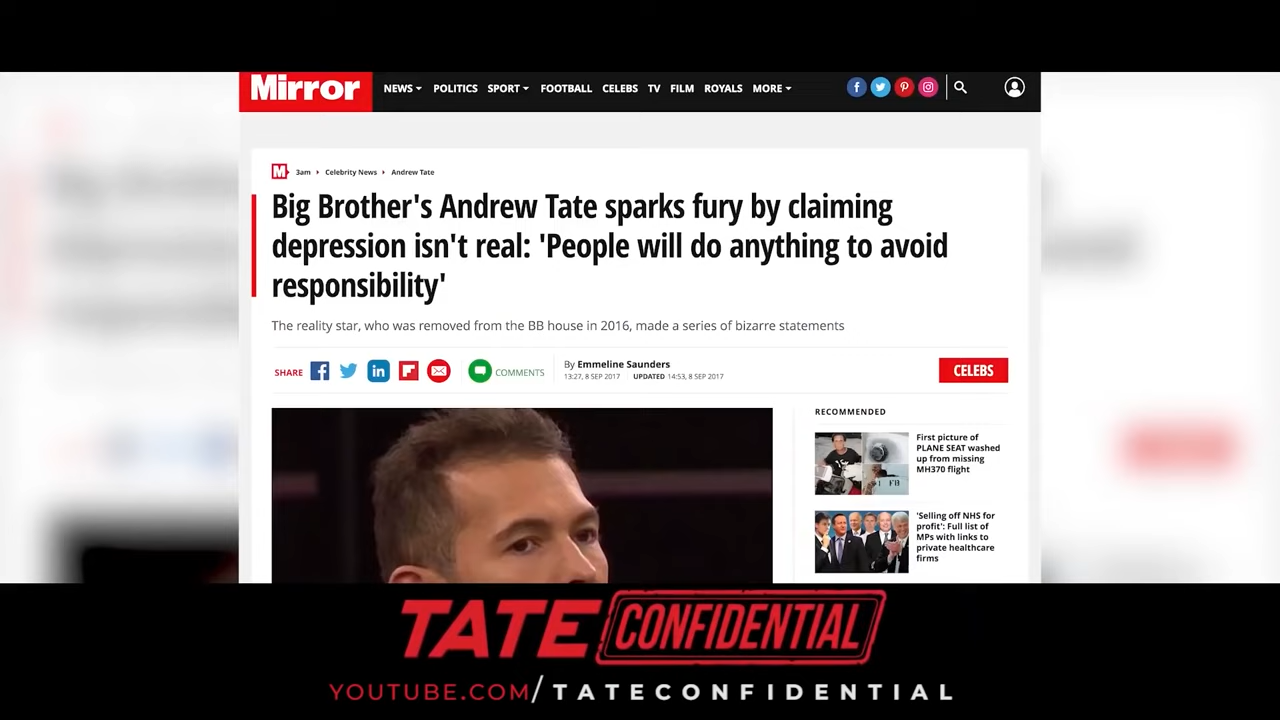 Mirror
NEWS POLITICS SPORT FOOTBALL CELEBS TV FILM ROYALS MORE
M 3am Celebrity News Andrew Tate
Big Brother's Andrew Tate sparks fury by claiming
depression isn't real: 'People will do anything to avoid
responsibility'
The reality star, who was removed from the BB house in 2016, made a series of bizarre statements
SHARE
COMMENTS
By Emmeline Saunders
13:27, 8 SEP 2017 UPDATED 14:53, 8 SEP 2017
CELEBS
RECOMMENDED
First picture of
PLANE SEAT washed
up from missing
MH370 flight
'Selling off NHS for
profit': Full list of
MPs with links to
private healthcare
firms
TATE CONFIDENTIAL
YOUTUBE.COM/TATECONFIDENTIAL